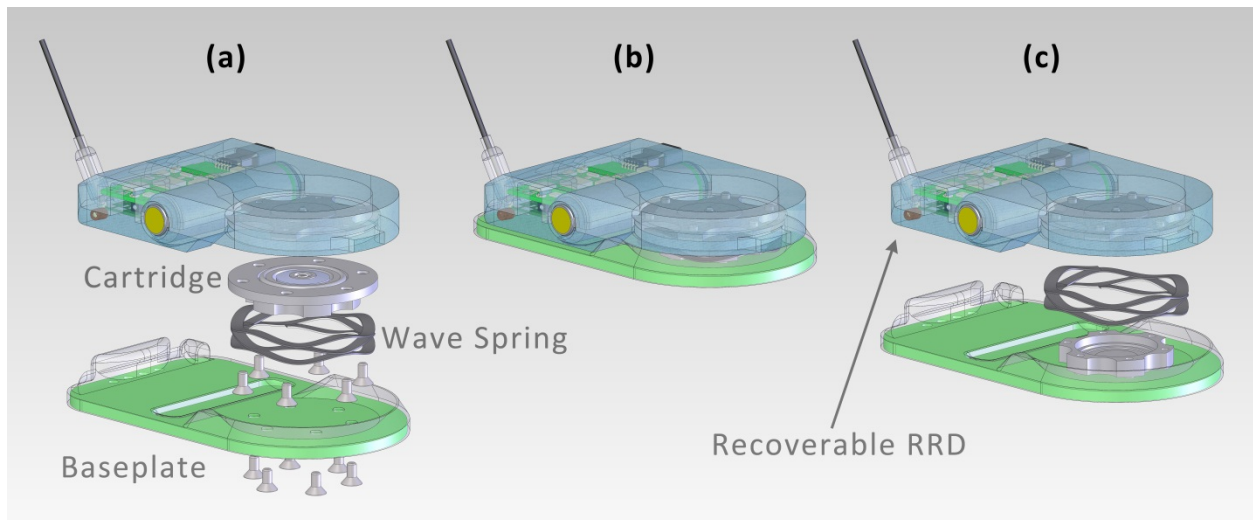 (a)
(b)
(c)
Cartridge
Wave Spring
Baseplate
Recoverable RRD